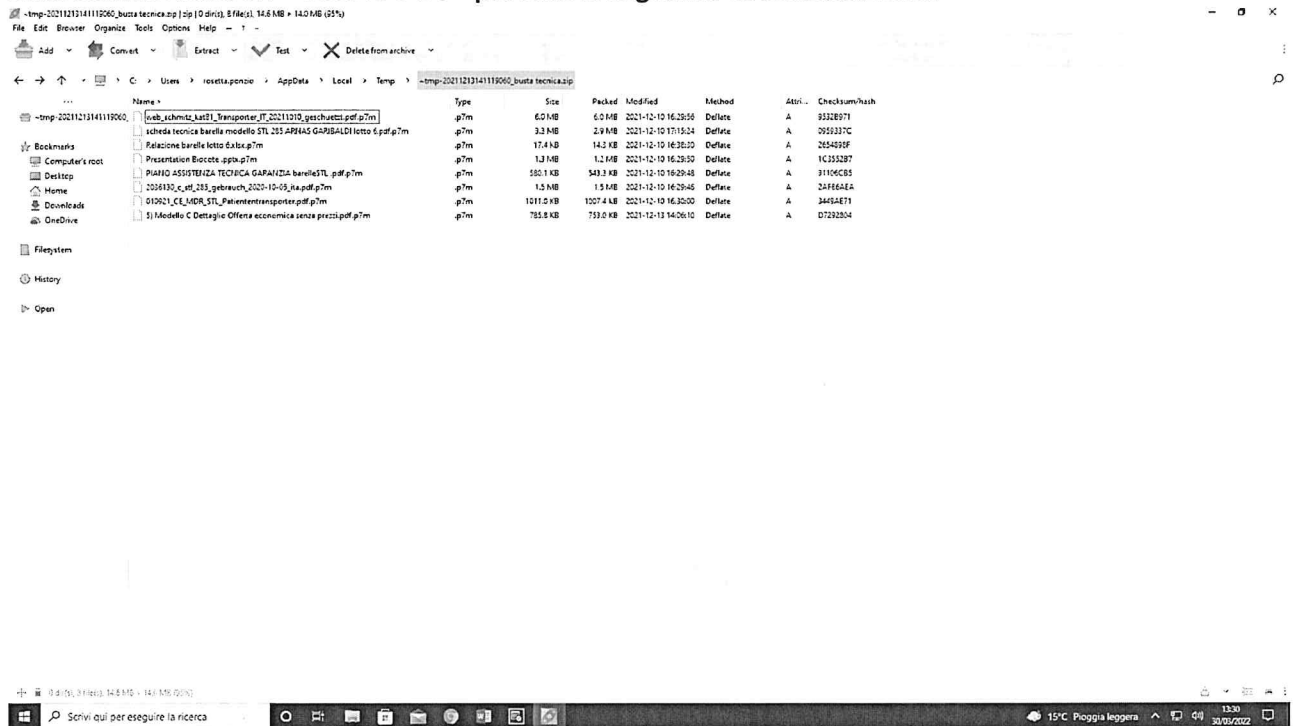 ~tmp-20211213141119060_busta tecnica.zip | zip | 0 dir(s), 8 file(s), 14.6 MB > 14.0 MB (95%)
File Edit Browser Organize Tools Options Help
Add Convert Extract Test Delete from archive
C: > Users > rosetta.ponzio > AppData > Local > Temp > ~tmp-20211213141119060_busta tecnica.zip
... Name > Type Size Packed Modified Method Attri... Checksum/hash
~tmp-20211213141119060_ web_schmitz_kat81_Transporter_IT_20211010_geschuetzt.pdf.p7m .p7m 6.0 MB 6.0 MB 2021-12-10 16:29:56 Deflate A 9532B971
scheda tecnica barella modello STL 285 ARNAS GARIBALDI lotto 6.pdf.p7m .p7m 3.3 MB 2.9 MB 2021-12-10 17:15:24 Deflate A 0959337C
Bookmarks Relazione barelle lotto 6.xlsx.p7m .p7m 17.4 kB 14.3 KB 2021-12-10 16:38:30 Deflate A 2654898F
Computer's root Presentation Biocete .pptx.p7m .p7m 1.3 MB 1.2 MB 2021-12-10 16:29:50 Deflate A 1C3552B7
Desktop PIANO ASSISTENZA TECNICA GARANZIA barelleSTL .pdf.p7m .p7m 580.1 KB 543.3 KB 2021-12-10 16:29:48 Deflate A 31106CB5
Home 2036130_c_stl_285_gebrauch_2020-10-05_ita.pdf.p7m .p7m 1.5 MB 1.5 MB 2021-12-10 16:29:46 Deflate A 2AFE6AEA
Downloads 010921_CE_MDR_STL_Patiententransporter.pdf.p7m .p7m 1011.0 KB 1007.4 KB 2021-12-10 16:30:00 Deflate A 3449AE71
OneDrive 5) Modello C Dettaglio Offerta economica senza prezzi.pdf.p7m .p7m 785.8 KB 753.0 KB 2021-12-13 14:06:10 Deflate A D7292804
Filesystem
History
Open
Scrivi qui per eseguire la ricerca 15°C Pioggia leggera 13:30
30/03/2022